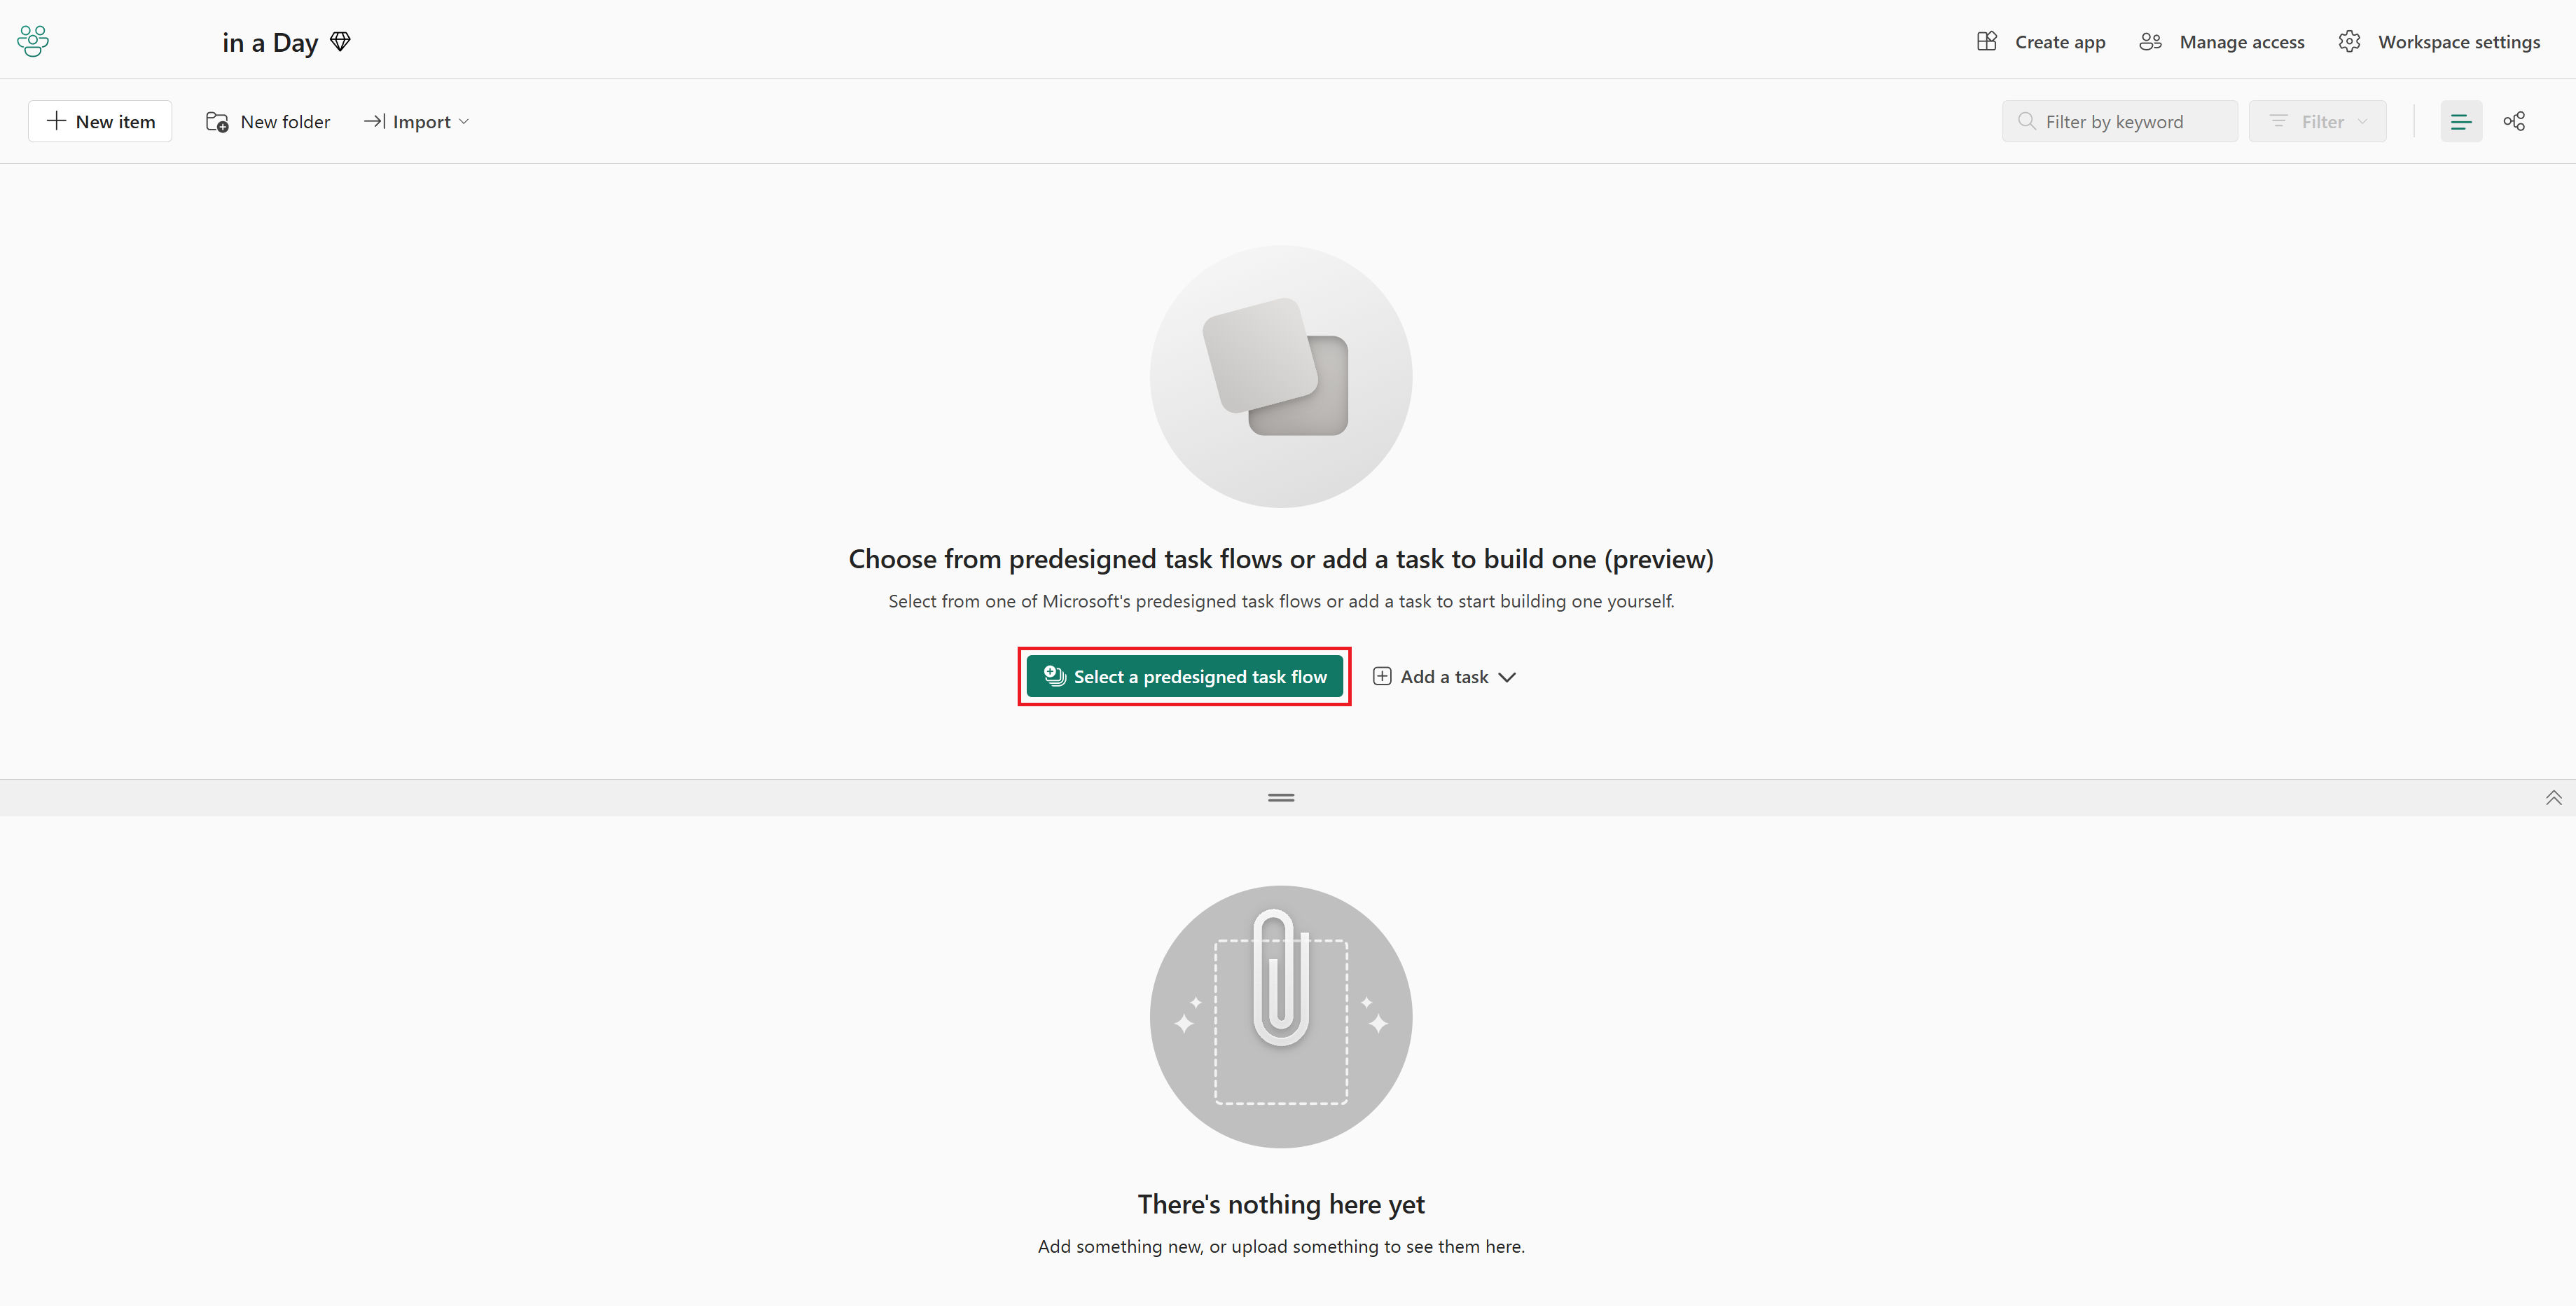 in a Day
Create app
Manage access
Workspace settings
New item
New folder
Import
Filter by keyword
Filter
Choose from predesigned task flows or add a task to build one (preview)
Select from one of Microsoft's predesigned task flows or add a task to start building one yourself.
Select a predesigned task flow
Add a task
There's nothing here yet
Add something new, or upload something to see them here.